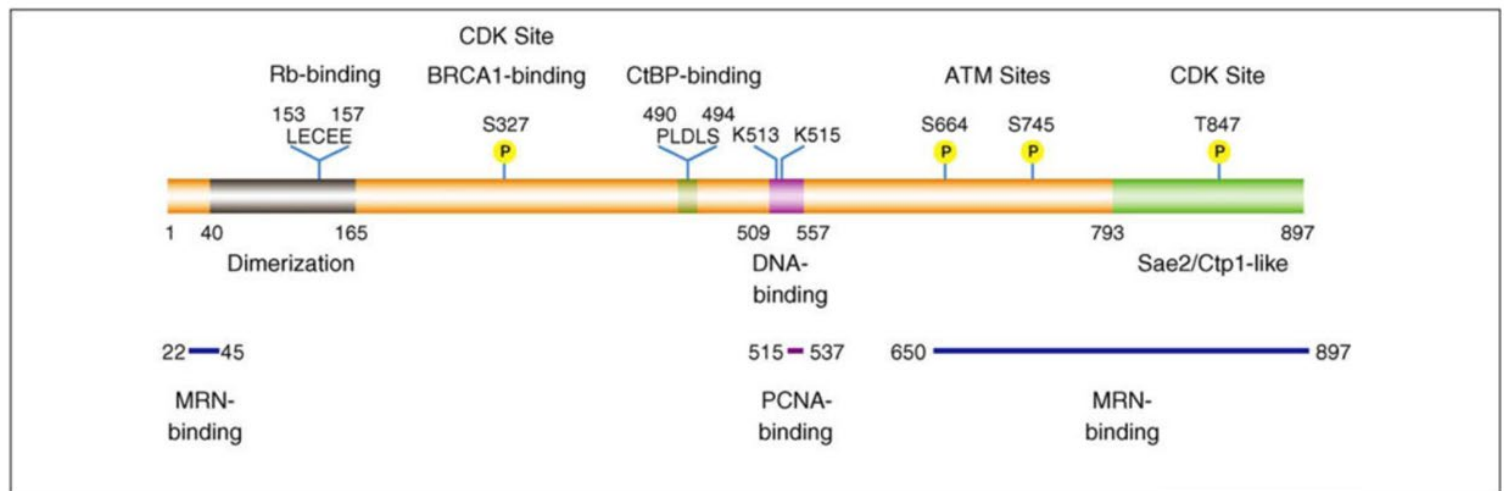 CDK Site
Rb-binding BRCA1-binding CtBP-binding ATM Sites CDK Site
153 157 490 494
LECEE S327 PLDLS K513 K515 S664 S745 T847
P P P P
1 40 165 509 557 793 897
Dimerization DNA- Sae2/Ctp1-like
binding
22 45 515 537 650 897
MRN- PCNA- MRN-
binding binding binding